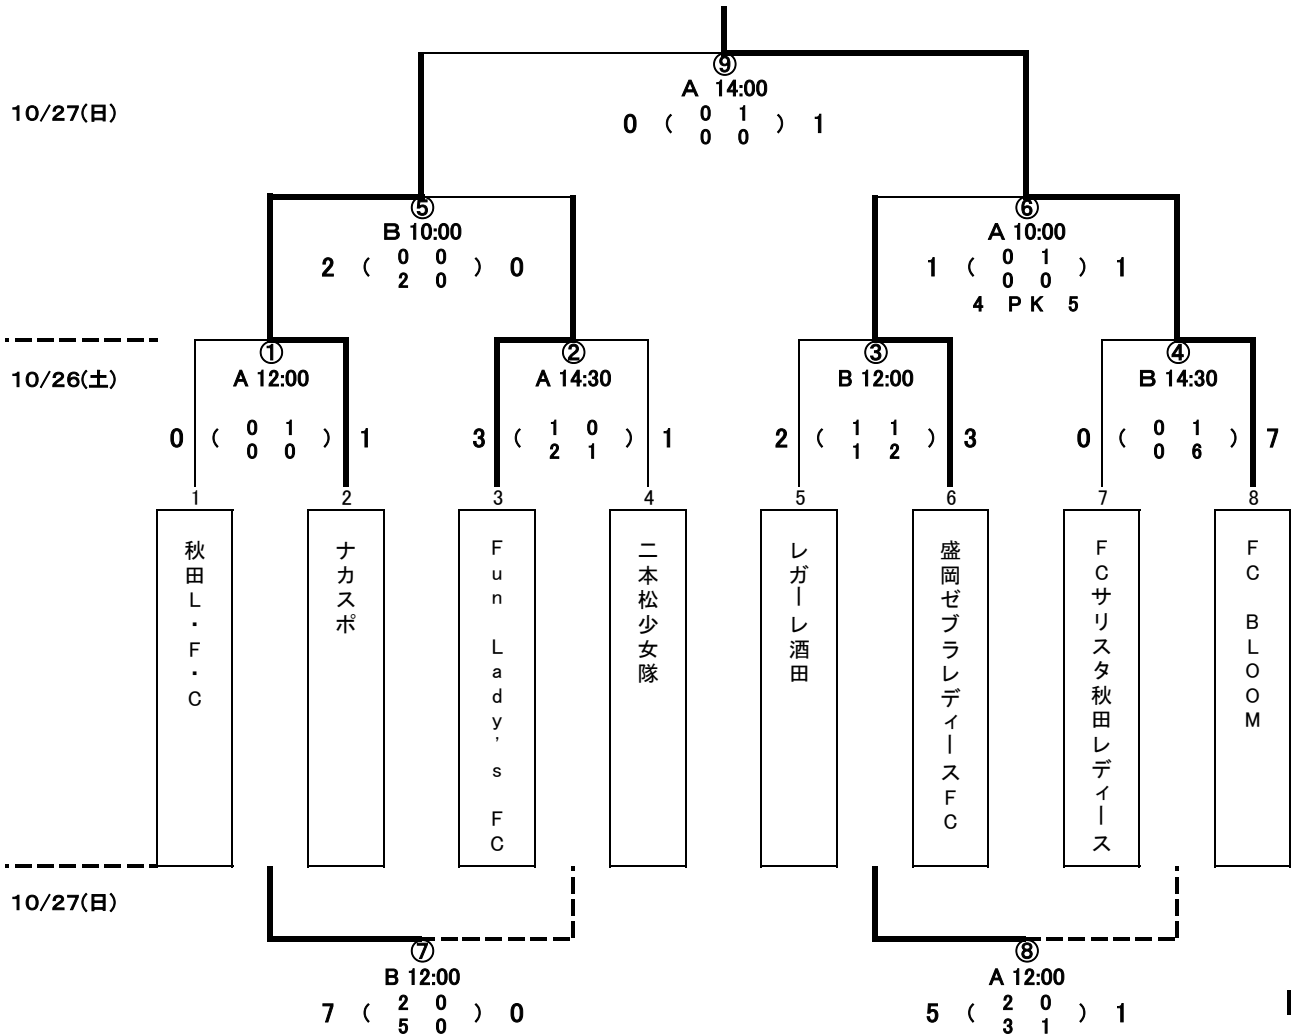 ⑨
A 14:00
10/27(日)
0 ( 0 1 ) 1
0 0
⑤ ⑥
B 10:00 A 10:00
2 ( 0 0 ) 0 1 ( 0 1 ) 1
2 0 0 0
4 PK 5
① ② ③ ④
10/26(土) A 12:00 A 14:30 B 12:00 B 14:30
0 ( 0 1 ) 1 3 ( 1 0 ) 1 2 ( 1 1 ) 3 0 ( 0 1 ) 7
0 0 2 1 1 2 0 6
1 2 3 4 5 6 7 8
秋田L・F・C
ナカスポ
Fun Lady's FC
二本松少女隊
レガーレ酒田
盛岡ゼブラレディースFC
FCサリスタ秋田レディース
FC BLOOM
10/27(日)
⑦ ⑧
B 12:00 A 12:00
7 ( 2 0 ) 0 5 ( 2 0 ) 1
5 0 3 1